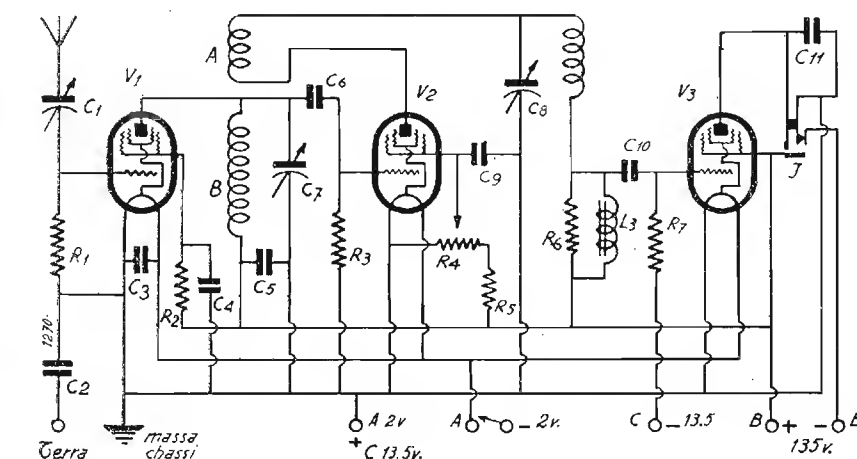 A
C6
C11
V1
V2
V3
C1
C8
C10
C9
B
C7
J
R1
R3
R4
R6
L3
R7
C3
C5
R2
C4
R5
1270.
C2
A 2v
A
- 2v.
C
- 13.5
B
+
-
B
Terra
massa
chassi
+
C 13.5v.
135v.